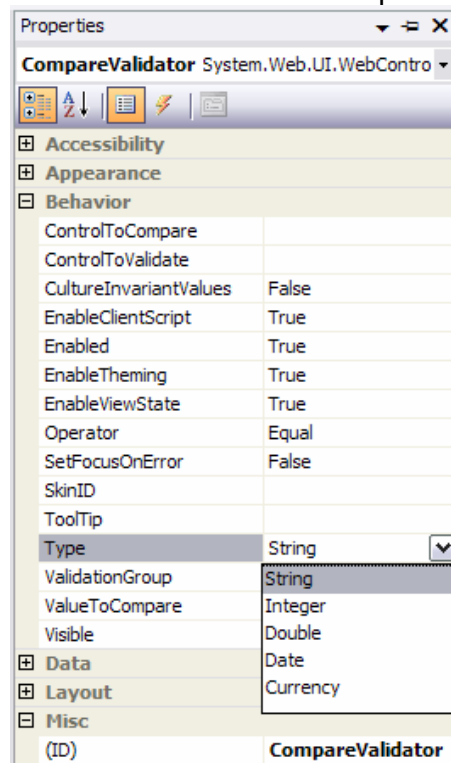 Properties
CompareValidator System.Web.UI.WebContro
Accessibility
Appearance
Behavior
ControlToCompare
ControlToValidate
CultureInvariantValues False
EnableClientScript True
Enabled True
EnableTheming True
EnableViewState True
Operator Equal
SetFocusOnError False
SkinID
ToolTip
Type String
ValidationGroup String
ValueToCompare Integer
Visible Double
Data Date
Layout Currency
Misc
(ID) CompareValidator